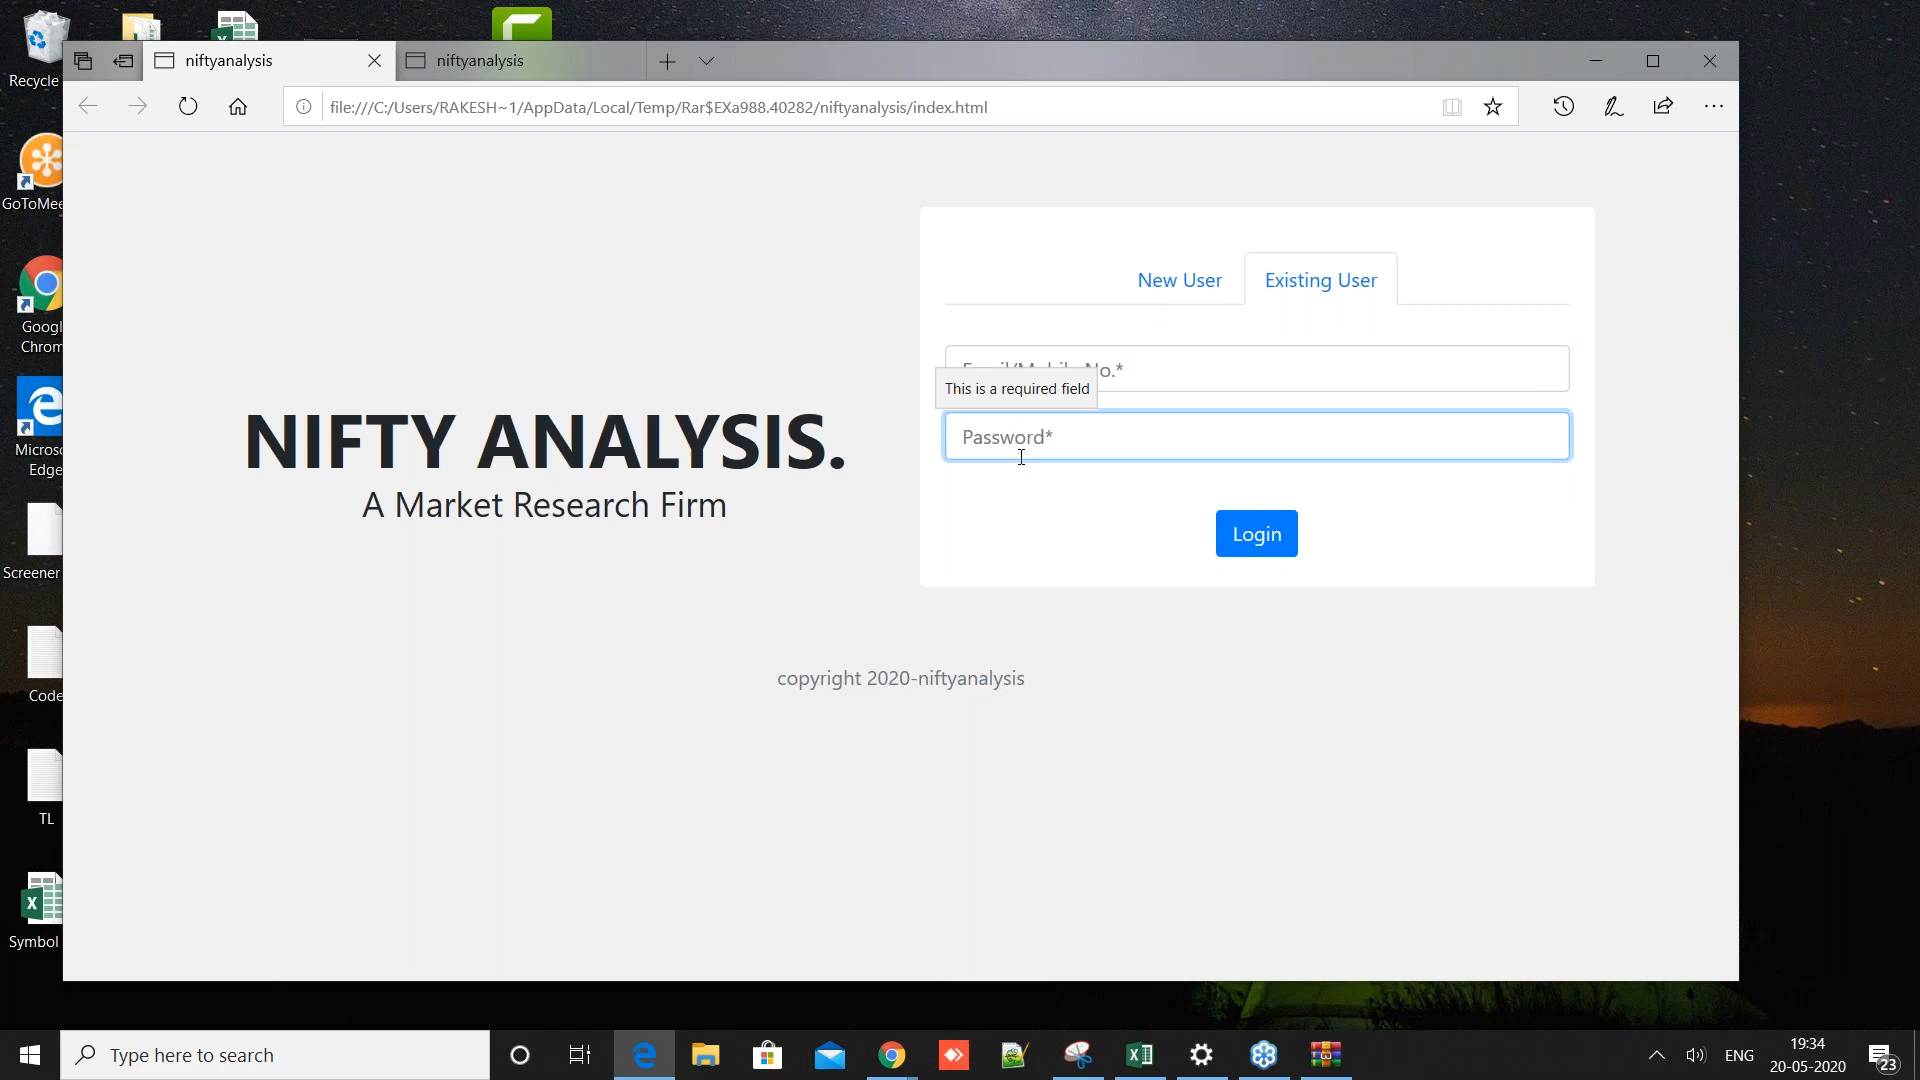 niftyanalysis
niftyanalysis
file:///C:/Users/RAKESH~1/AppData/Local/Temp/Rar$EXa988.40282/niftyanalysis/index.html
Recycle
GoToMee
Googl
Chrom
Micros
Edge
Screener
Code
TL
Symbol
New User
Existing User
No.*
This is a required field
Password*
Login
NIFTY ANALYSIS.
A Market Research Firm
copyright 2020-niftyanalysis
Type here to search
ENG
19:34
20-05-2020
23